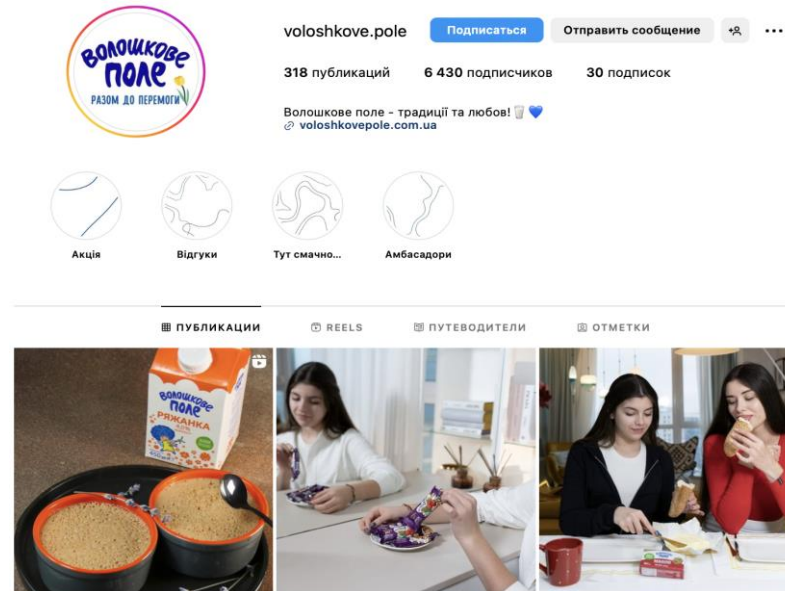 ВОЛОШКОВЕ
ПОЛЕ
РАЗОМ ДО ПЕРЕМОГИ
voloshkove.pole
Подписаться
Отправить сообщение
318 публикаций
6 430 подписчиков
30 подписок
Волошкове поле - традиції та любов!
voloshkovepole.com.ua
Акція
Відгуки
Тут смачно...
Амбасадори
ПУБЛИКАЦИИ
REELS
ПУТЕВОДИТЕЛИ
ОТМЕТКИ
ВОЛОШКОВЕ
ПОЛЕ
РЯЖАНКА